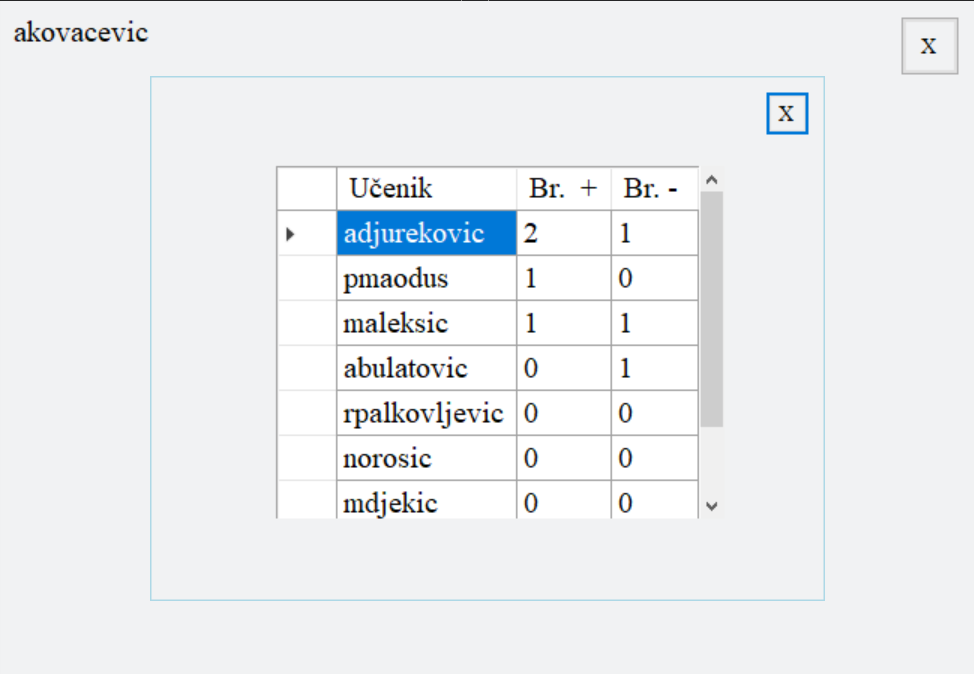 akovacevic
X
X
Učenik Br. + Br. -
adjurekovic 2 1
pmaodus 1 0
maleksic 1 1
abulatovic 0 1
rpalkovljevic 0 0
norosic 0 0
mdjekic 0 0